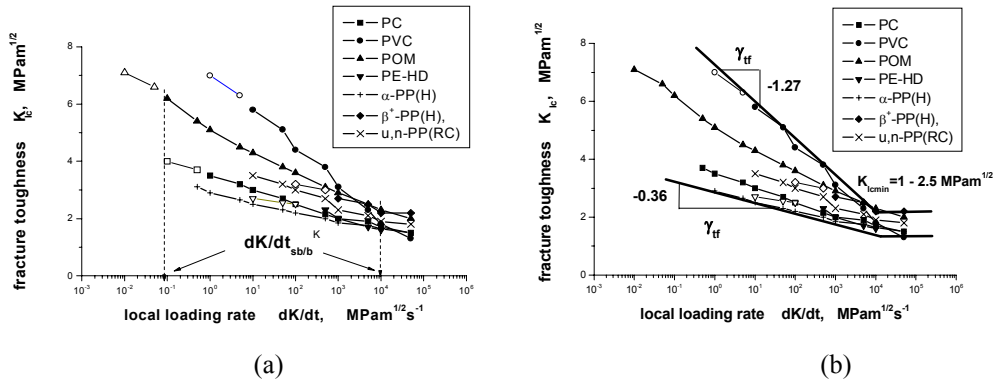 PC
PVC
POM
PE-HD
α-PP(H)
β⁺-PP(H),
u,n-PP(RC)
fracture toughness K_Ic, MPam^1/2
8
6
4
2
0
dK/dt_sb/b
K
10^-3 10^-2 10^-1 10^0 10^1 10^2 10^3 10^4 10^5 10^6
local loading rate dK/dt, MPam^1/2 s^-1
(a)
PC
PVC
POM
PE-HD
α-PP(H)
β⁺-PP(H),
u,n-PP(RC)
fracture toughness K_Ic, MPam^1/2
8
6
4
2
0
γ_tf
-1.27
K_Icmin=1 - 2.5 MPam^1/2
-0.36
γ_tf
10^-3 10^-2 10^-1 10^0 10^1 10^2 10^3 10^4 10^5 10^6
local loading rate dK/dt, MPam^1/2 s^-1
(b)